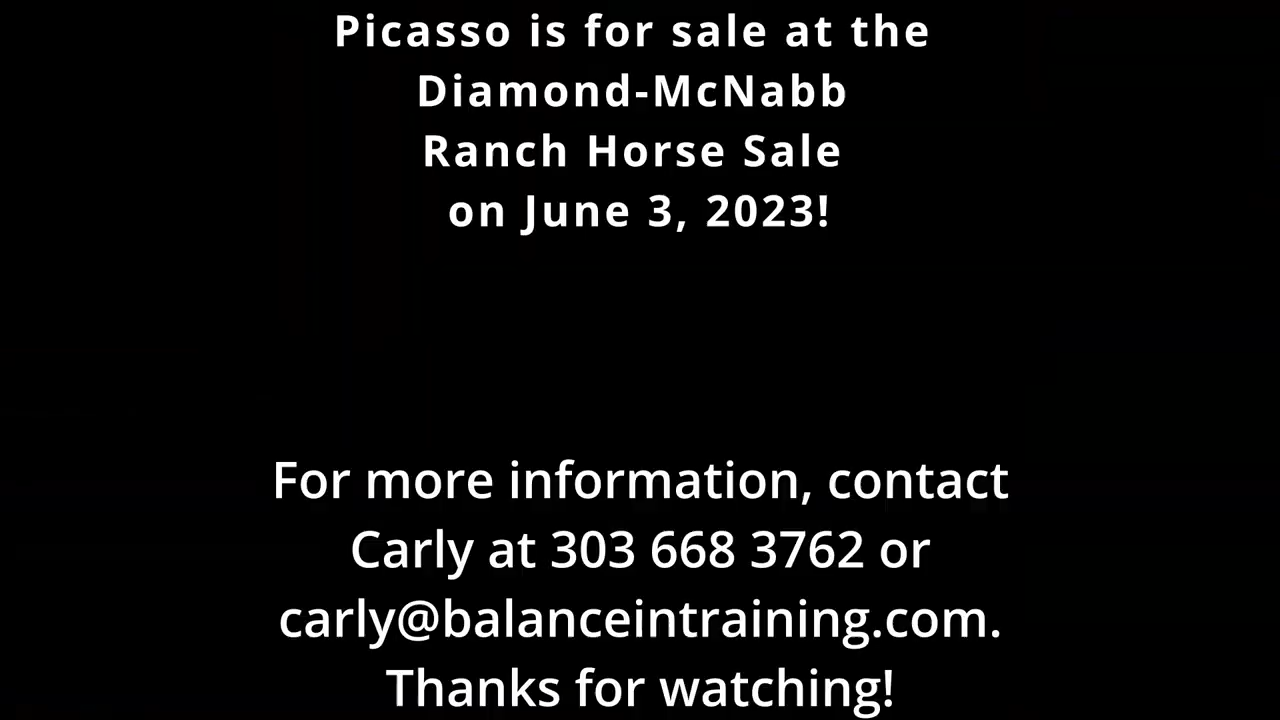 Picasso is for sale at the
Diamond-McNabb
Ranch Horse Sale
on June 3, 2023!
For more information, contact
Carly at 303 668 3762 or
carly@balanceintraining.com.
Thanks for watching!